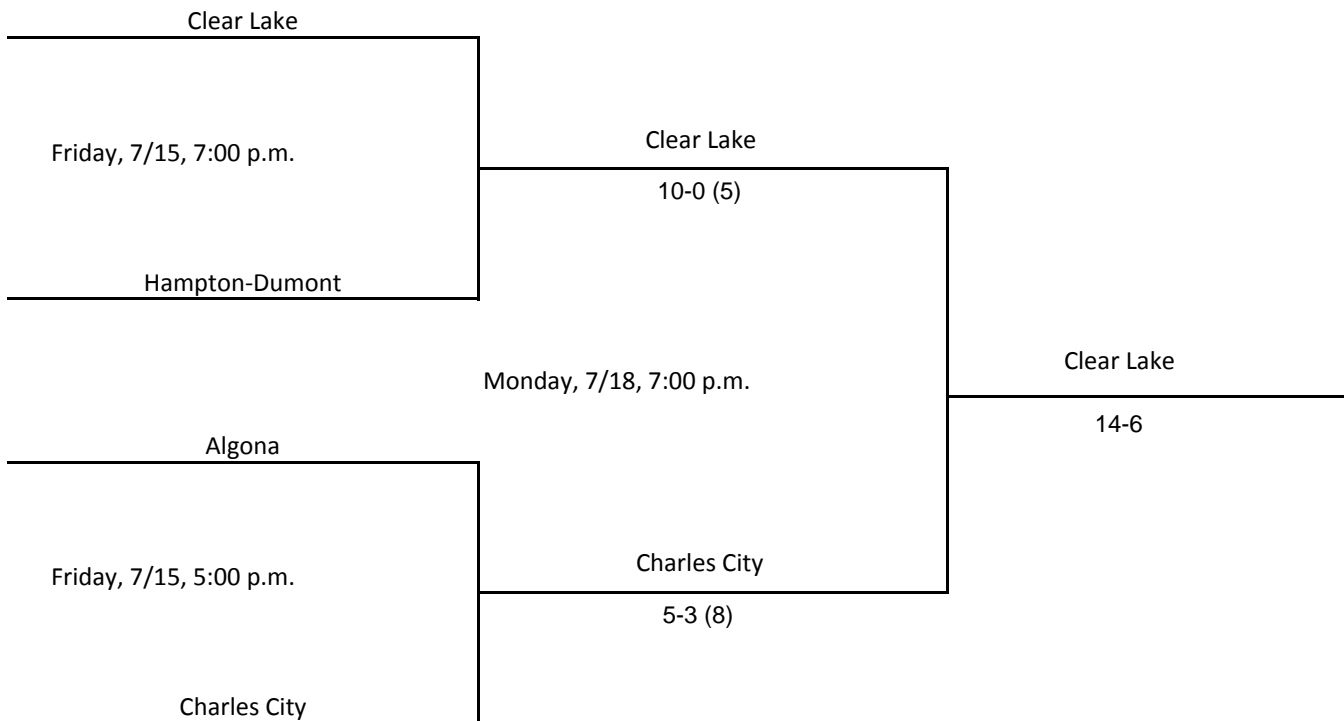 Clear Lake
Friday, 7/15, 7:00 p.m.
Clear Lake
10-0 (5)
Hampton-Dumont
Monday, 7/18, 7:00 p.m.
Clear Lake
14-6
Algona
Friday, 7/15, 5:00 p.m.
Charles City
5-3 (8)
Charles City